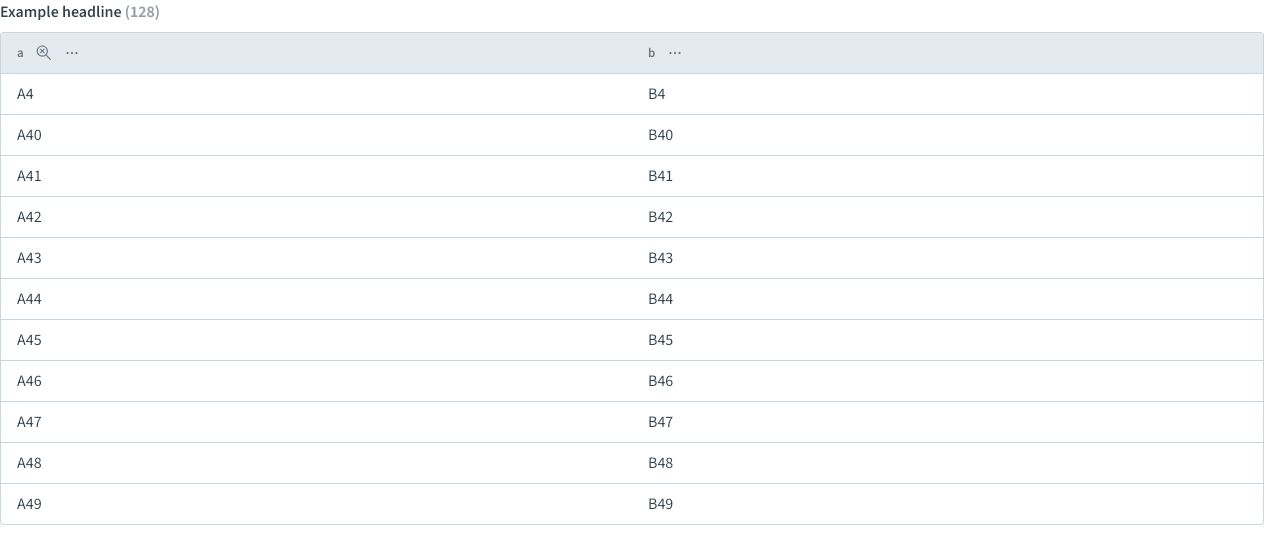 Example headline (128)
a ... b ...
A4 B4
A40 B40
A41 B41
A42 B42
A43 B43
A44 B44
A45 B45
A46 B46
A47 B47
A48 B48
A49 B49